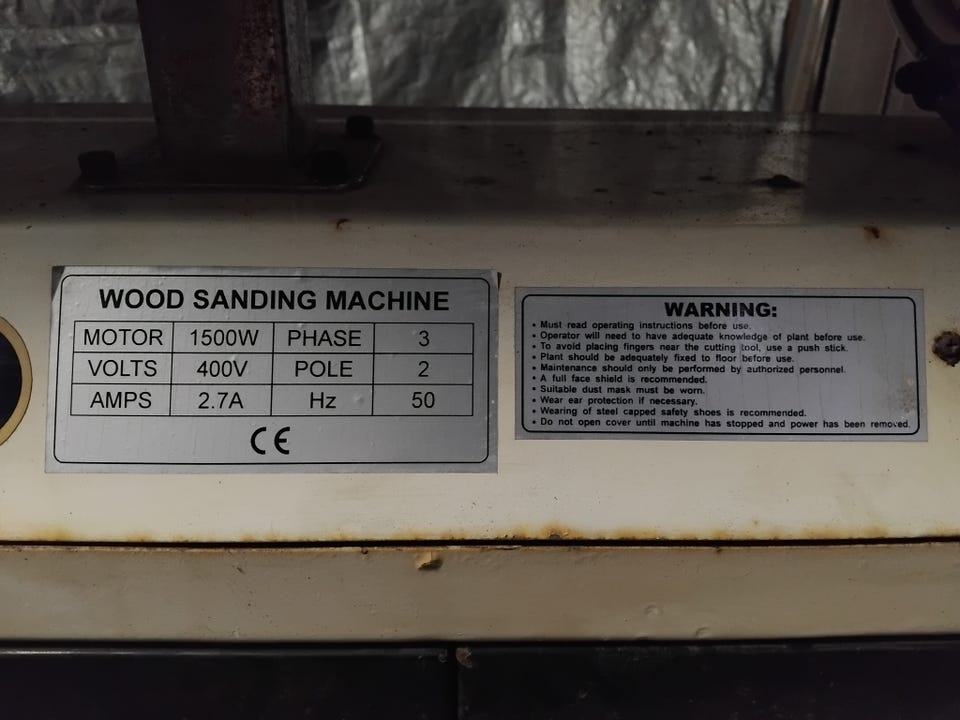 WOOD SANDING MACHINE
MOTOR 1500W PHASE 3
VOLTS 400V POLE 2
AMPS 2.7A Hz 50
CE
WARNING:
• Must read operating instructions before use.
• Operator will need to have adequate knowledge of plant before use.
• To avoid placing fingers near the cutting tool, use a push stick.
• Plant should be adequately fixed to floor before use.
• Maintenance should only be performed by authorized personnel.
• A full face shield is recommended.
• Suitable dust mask must be worn.
• Wear ear protection if necessary.
• Wearing of steel capped safety shoes is recommended.
• Do not open cover until machine has stopped and power has been removed.